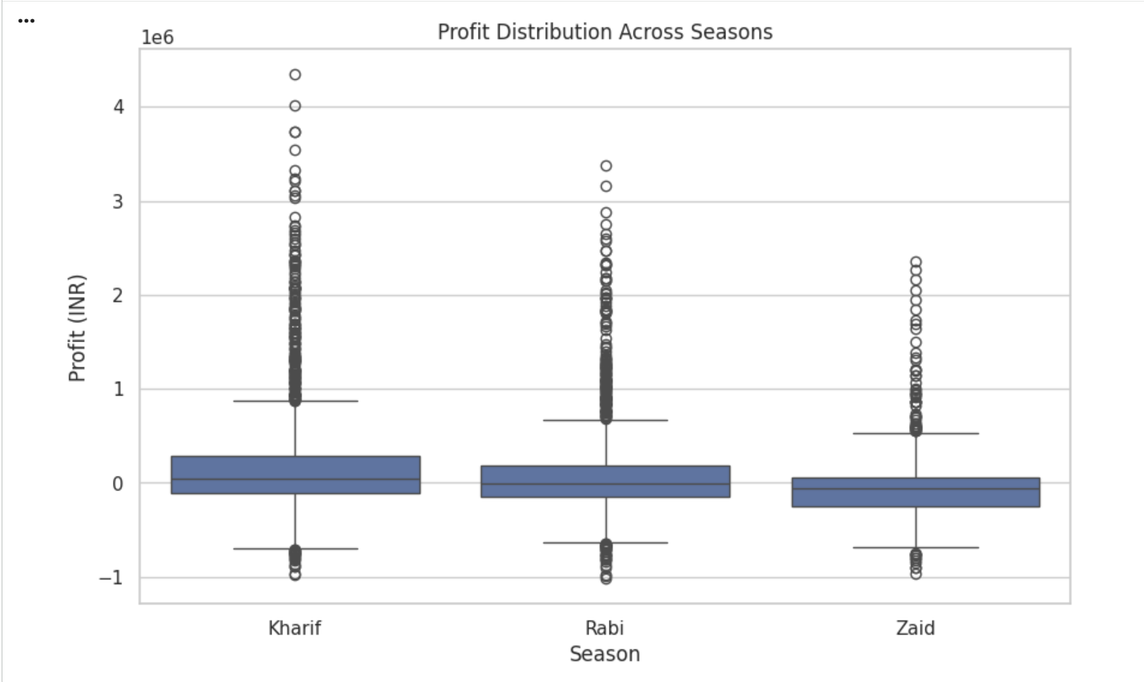 ...
Profit Distribution Across Seasons
1e6
4
3
2
1
0
−1
Profit (INR)
Kharif Rabi Zaid
Season